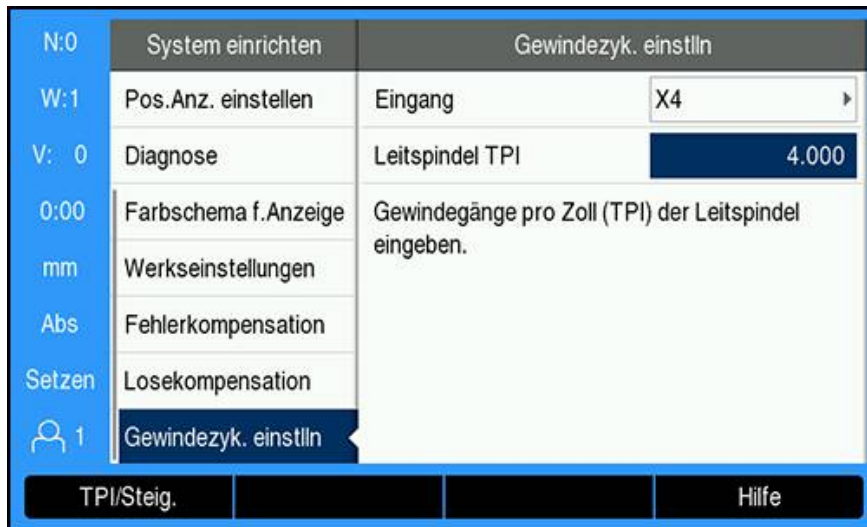 N:0
System einrichten
Gewindezyk. einstlln
W:1
Pos.Anz. einstellen
Eingang
X4
V: 0
Diagnose
Leitspindel TPI
4.000
0:00
Farbschema f.Anzeige
Gewindegänge pro Zoll (TPI) der Leitspindel
eingeben.
mm
Werkseinstellungen
Abs
Fehlerkompensation
Setzen
Losekompensation
1
Gewindezyk. einstlln
TPI/Steig.
Hilfe